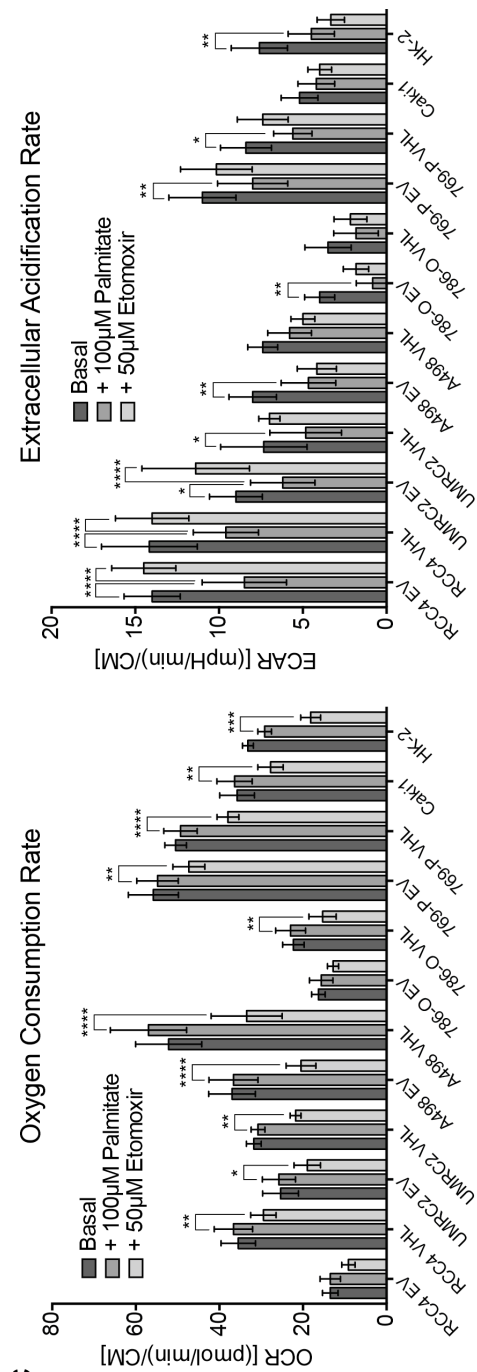 Oxygen Consumption Rate
Basal
+ 100μM Palmitate
+ 50μM Etomoxir
OCR [(pmol/min)/CM]
80
60
40
20
0
**
*
**
****
****
**
**
****
**
***
RCC4 EV
RCC4 VHL
UMRC2 EV
UMRC2 VHL
A498 EV
A498 VHL
786-O EV
786-O VHL
769-P EV
769-P VHL
Caki1
HK-2
Extracellular Acidification Rate
Basal
+ 100μM Palmitate
+ 50μM Etomoxir
ECAR [(mpH/min)/CM]
20
15
10
5
0
****
****
****
****
*
****
*
**
**
**
*
**
RCC4 EV
RCC4 VHL
UMRC2 EV
UMRC2 VHL
A498 EV
A498 VHL
786-O EV
786-O VHL
769-P EV
769-P VHL
Caki1
HK-2